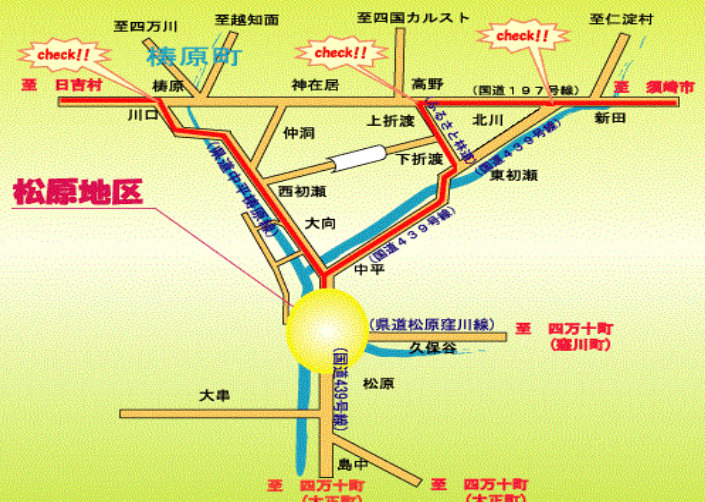 至四万川
至越知面
至四国カルスト
至仁淀村
check!!
check!!
check!!
梼原町
至 日吉村
梼原
神在居
高野
(国道197号線)
至 須崎市
川口
仲洞
上折渡
(ふるさと林道)
北川
新田
(国道439号線)
下折渡
東初瀬
(県道中平梼原線)
西初瀬
松原地区
大向
(国道439号線)
中平
(県道松原窪川線)
至 四万十町
(窪川町)
久保谷
(国道439号線)
松原
大串
島中
至 四万十町
(大正町)
至 四万十町
(大正町)